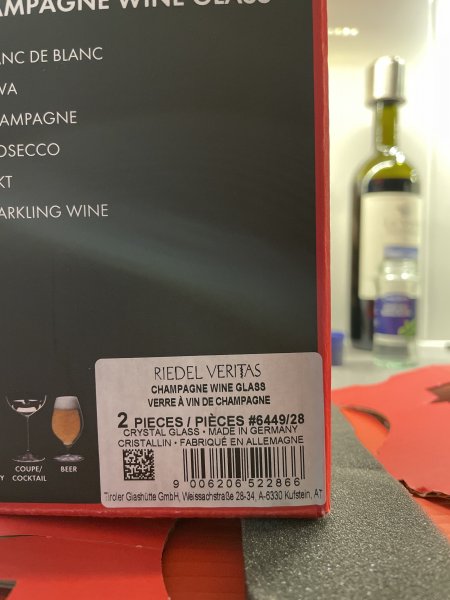 AMPAGNE WINE GLASS
ANC DE BLANC
VA
AMPAGNE
OSECCO
KT
ARKLING WINE
RIEDEL VERITAS
CHAMPAGNE WINE GLASS
VERRE À VIN DE CHAMPAGNE
2 PIECES / PIÈCES #6449/28
CRYSTAL GLASS • MADE IN GERMANY
CRISTALLIN • FABRIQUÉ EN ALLEMAGNE
9 006206 522866
Tiroler Glashütte GmbH, Weissachstraße 28-34, A-6330 Kufstein, AT
Y
COUPE/
COCKTAIL
BEER